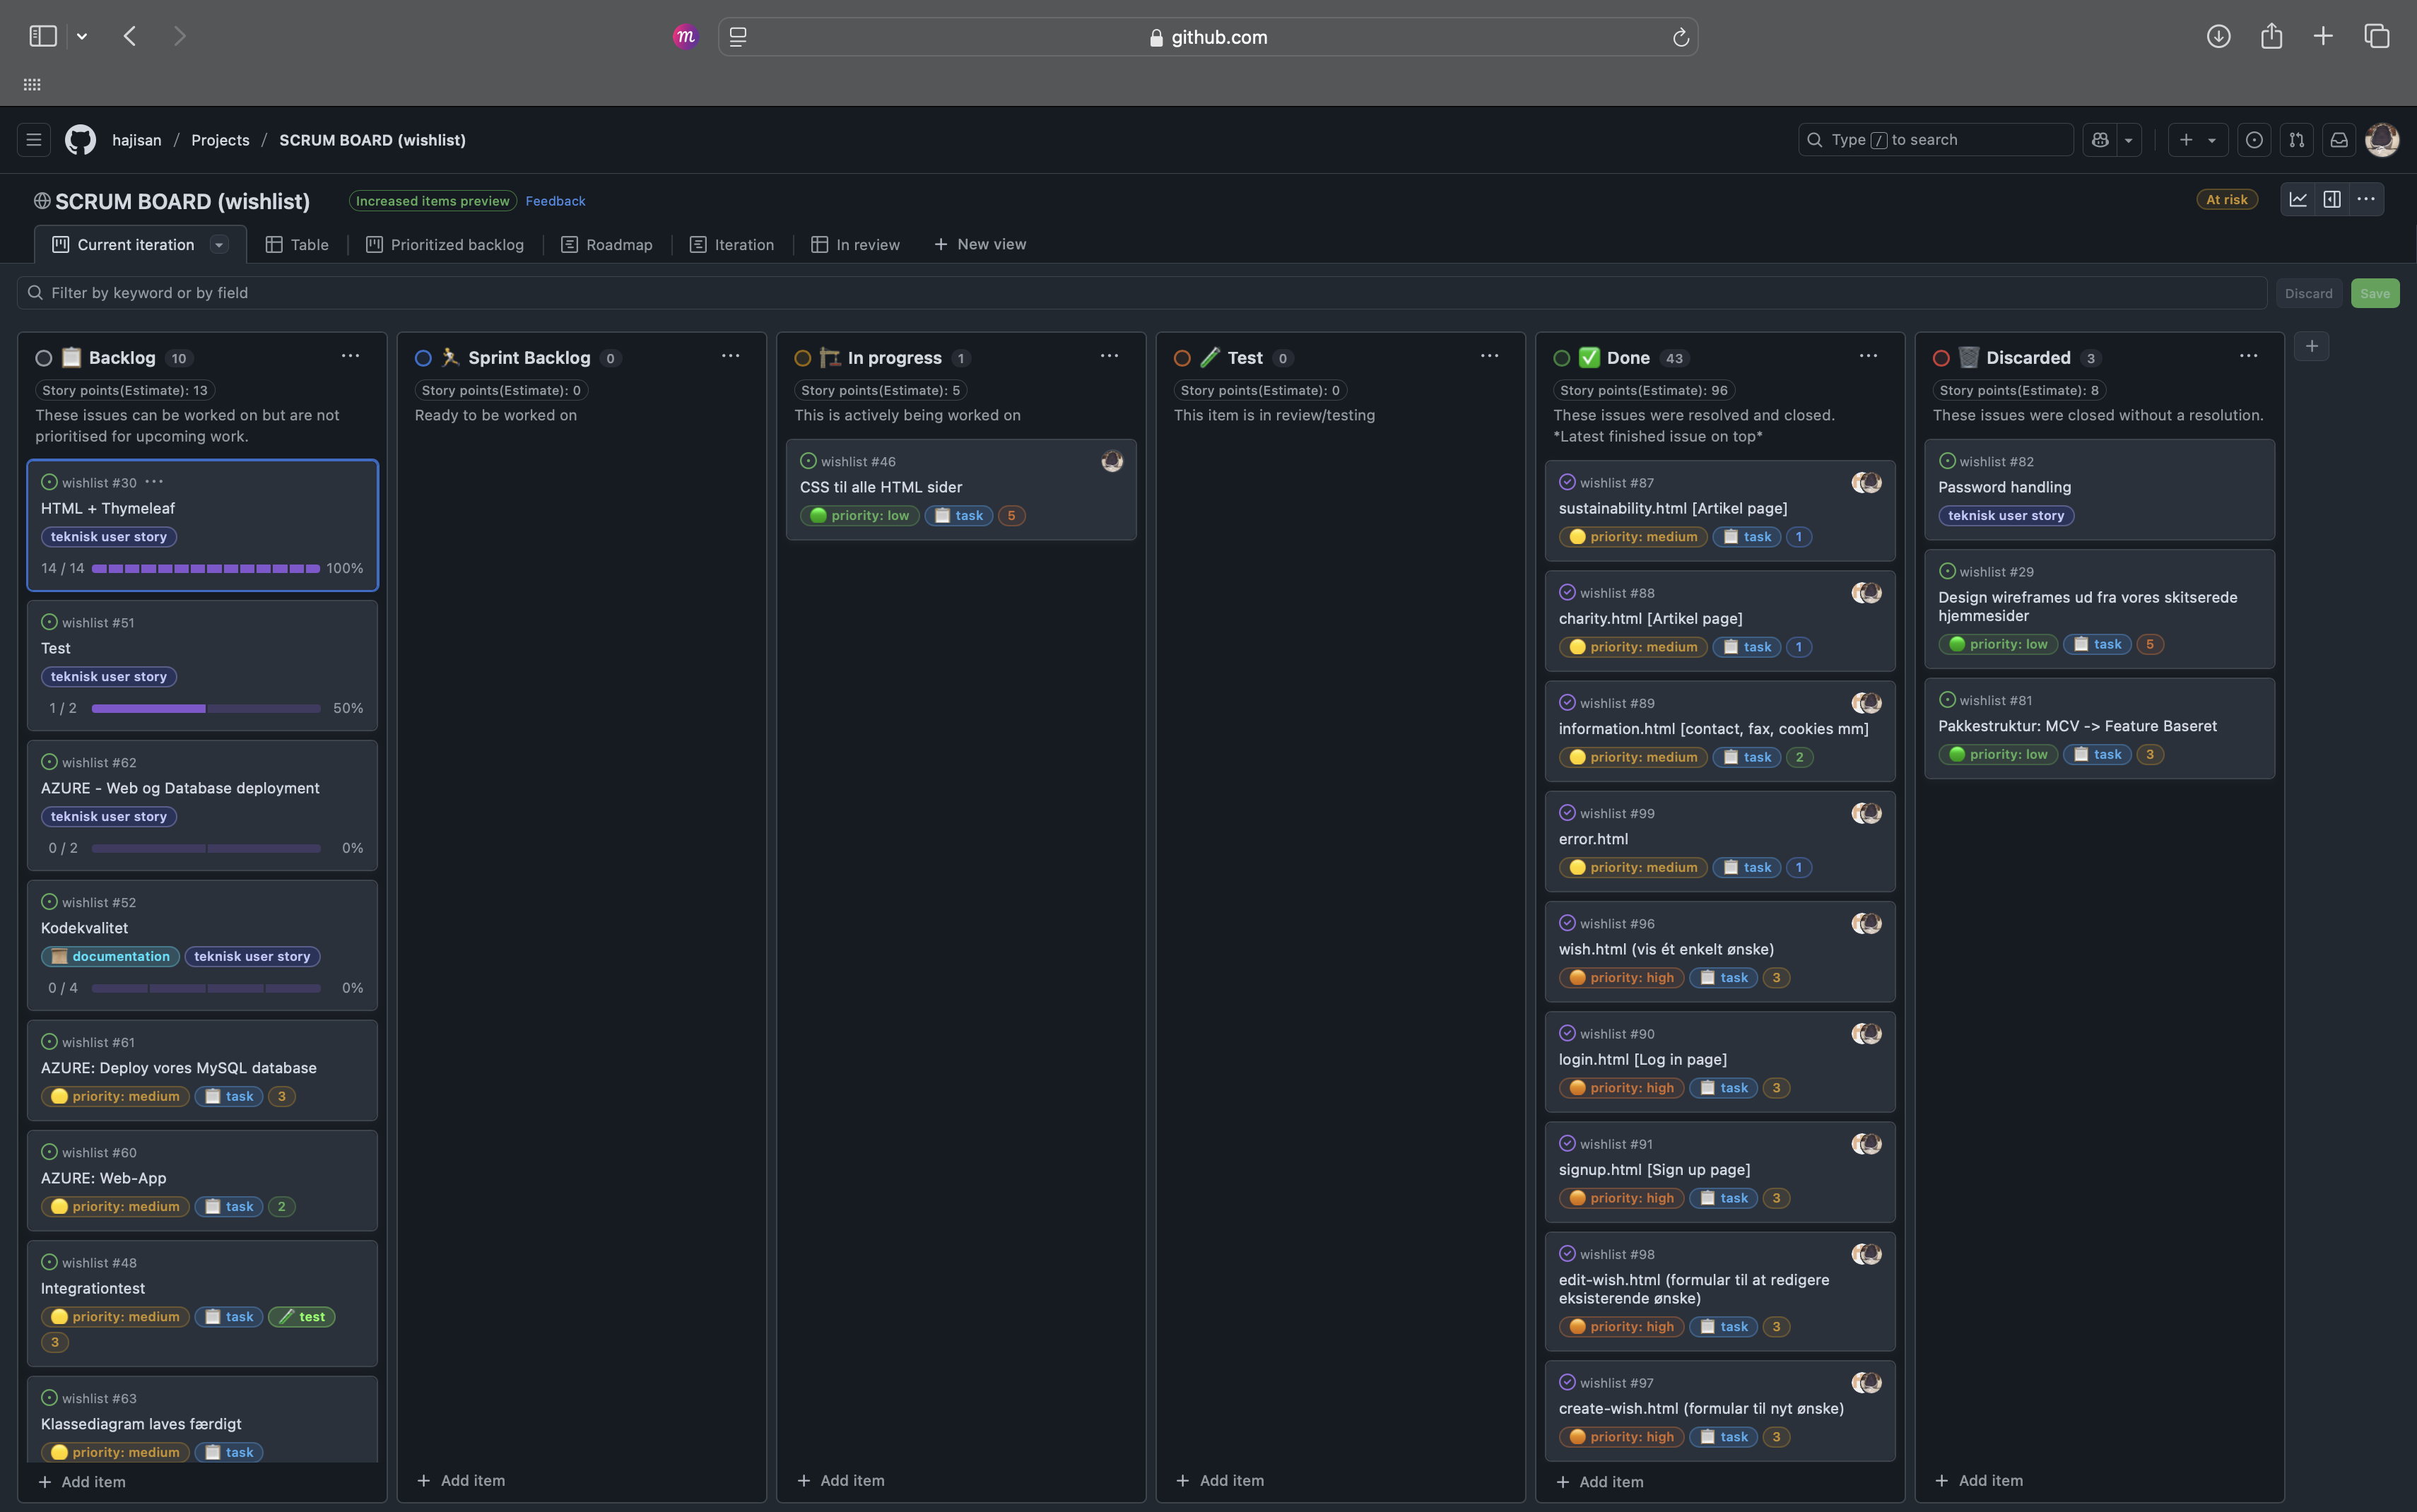 m
github.com
hajisan / Projects / SCRUM BOARD (wishlist)
Type / to search
SCRUM BOARD (wishlist)
Increased items preview
Feedback
At risk
Current iteration
Table
Prioritized backlog
Roadmap
Iteration
In review
New view
Filter by keyword or by field
Discard
Save
Backlog 10
Story points(Estimate): 13
These issues can be worked on but are not
prioritised for upcoming work.
wishlist #30
HTML + Thymeleaf
teknisk user story
14 / 14 100%
wishlist #51
Test
teknisk user story
1 / 2 50%
wishlist #62
AZURE - Web og Database deployment
teknisk user story
0 / 2 0%
wishlist #52
Kodekvalitet
documentation teknisk user story
0 / 4 0%
wishlist #61
AZURE: Deploy vores MySQL database
priority: medium task 3
wishlist #60
AZURE: Web-App
priority: medium task 2
wishlist #48
Integrationtest
priority: medium task test
3
wishlist #63
Klassediagram laves færdigt
priority: medium task
Add item
Sprint Backlog 0
Story points(Estimate): 0
Ready to be worked on
Add item
In progress 1
Story points(Estimate): 5
This is actively being worked on
wishlist #46
CSS til alle HTML sider
priority: low task 5
Add item
Test 0
Story points(Estimate): 0
This item is in review/testing
Add item
Done 43
Story points(Estimate): 96
These issues were resolved and closed.
*Latest finished issue on top*
wishlist #87
sustainability.html [Artikel page]
priority: medium task 1
wishlist #88
charity.html [Artikel page]
priority: medium task 1
wishlist #89
information.html [contact, fax, cookies mm]
priority: medium task 2
wishlist #99
error.html
priority: medium task 1
wishlist #96
wish.html (vis ét enkelt ønske)
priority: high task 3
wishlist #90
login.html [Log in page]
priority: high task 3
wishlist #91
signup.html [Sign up page]
priority: high task 3
wishlist #98
edit-wish.html (formular til at redigere
eksisterende ønske)
priority: high task 3
wishlist #97
create-wish.html (formular til nyt ønske)
priority: high task 3
Add item
Discarded 3
Story points(Estimate): 8
These issues were closed without a resolution.
wishlist #82
Password handling
teknisk user story
wishlist #29
Design wireframes ud fra vores skitserede
hjemmesider
priority: low task 5
wishlist #81
Pakkestruktur: MCV -> Feature Baseret
priority: low task 3
Add item